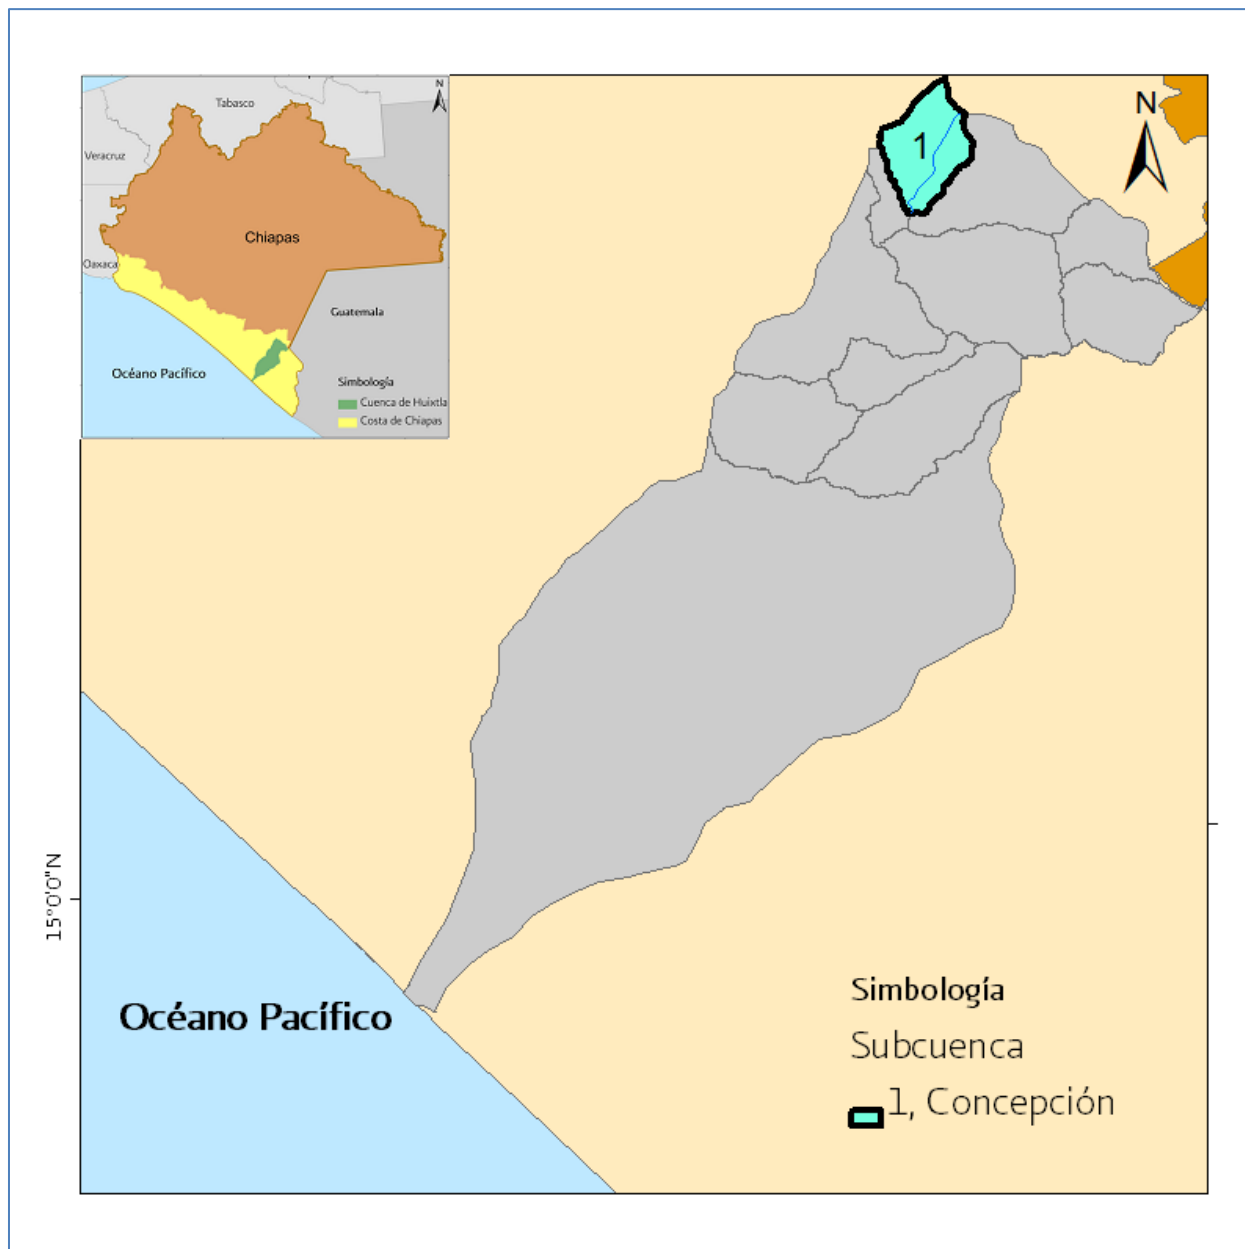 N
Tabasco
Veracruz
Chiapas
Oaxaca
Guatemala
Océano Pacífico
Simbología
Cuenca de Huixtla
Costa de Chiapas
1
N
15°0'0"N
Océano Pacífico
Simbología
Subcuenca
1, Concepción